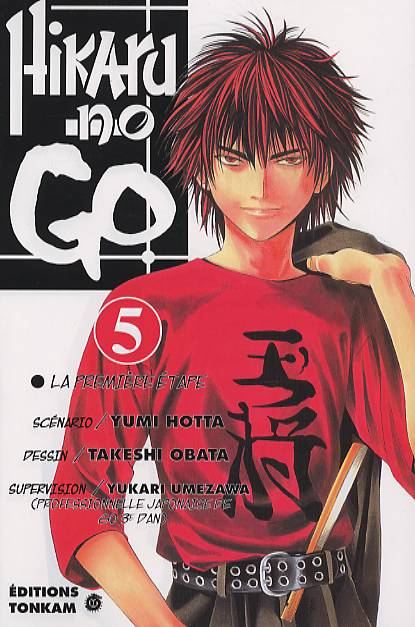 HIKARU
no
GO
5
● LA PREMIÈRE ÉTAPE
SCÉNARIO / YUMI HOTTA
DESSIN / TAKESHI OBATA
SUPERVISION / YUKARI UMEZAWA
(PROFESSIONNELLE JAPONAISE DE
GO 3E DAN)
王将
ÉDITIONS
TONKAM